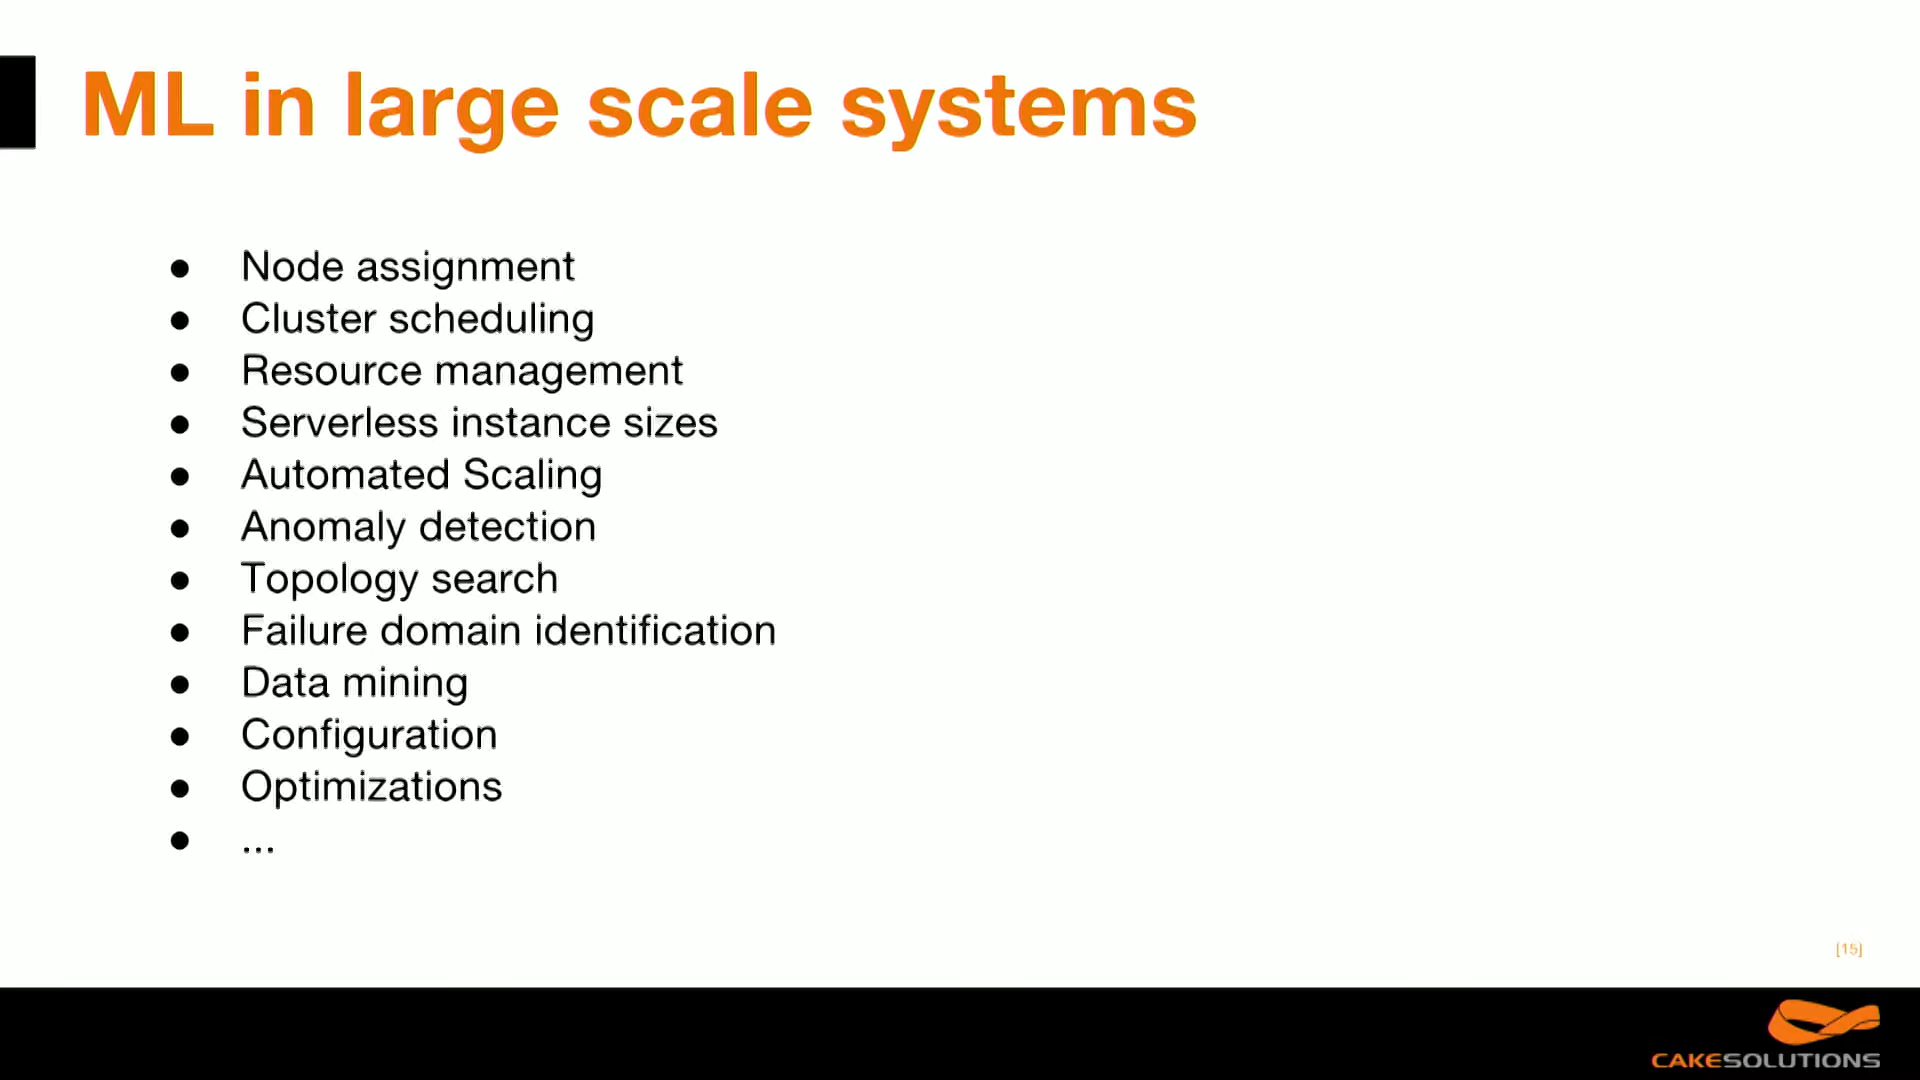 ML in large scale systems
● Node assignment
● Cluster scheduling
● Resource management
● Serverless instance sizes
● Automated Scaling
● Anomaly detection
● Topology search
● Failure domain identification
● Data mining
● Configuration
● Optimizations
● ...
[15]
CAKESOLUTIONS